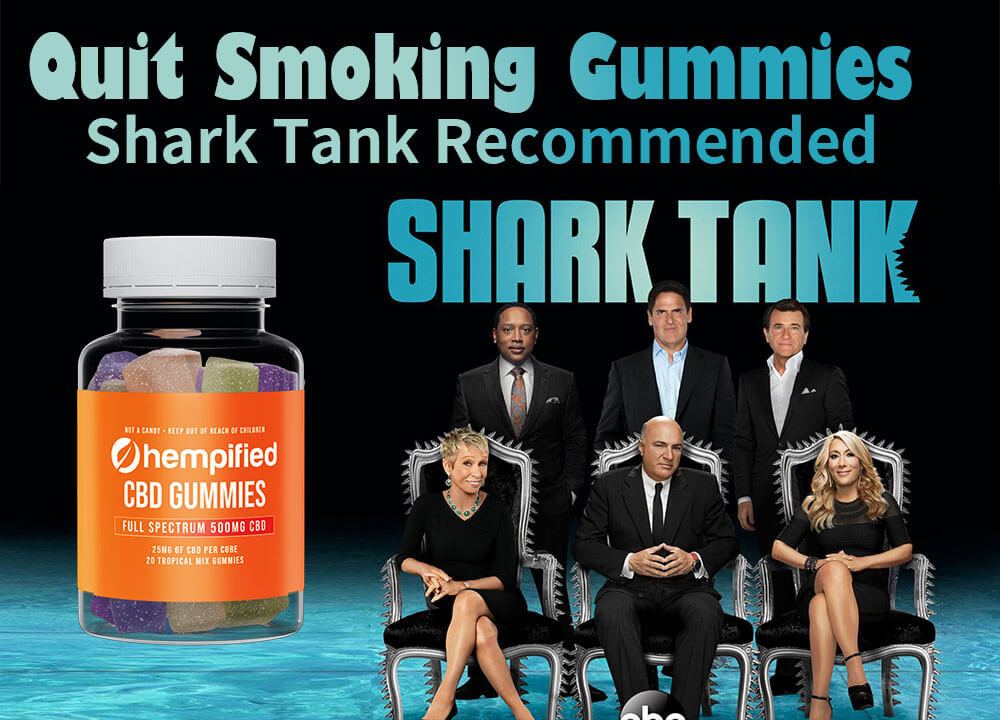 Quit Smoking Gummies
Shark Tank Recommended
SHARK TANK
NOT A CANDY • KEEP OUT OF REACH OF CHILDREN
hempified
CBD GUMMIES
FULL SPECTRUM 500MG CBD
25MG OF CBD PER CUBE
20 TROPICAL MIX GUMMIES
abc